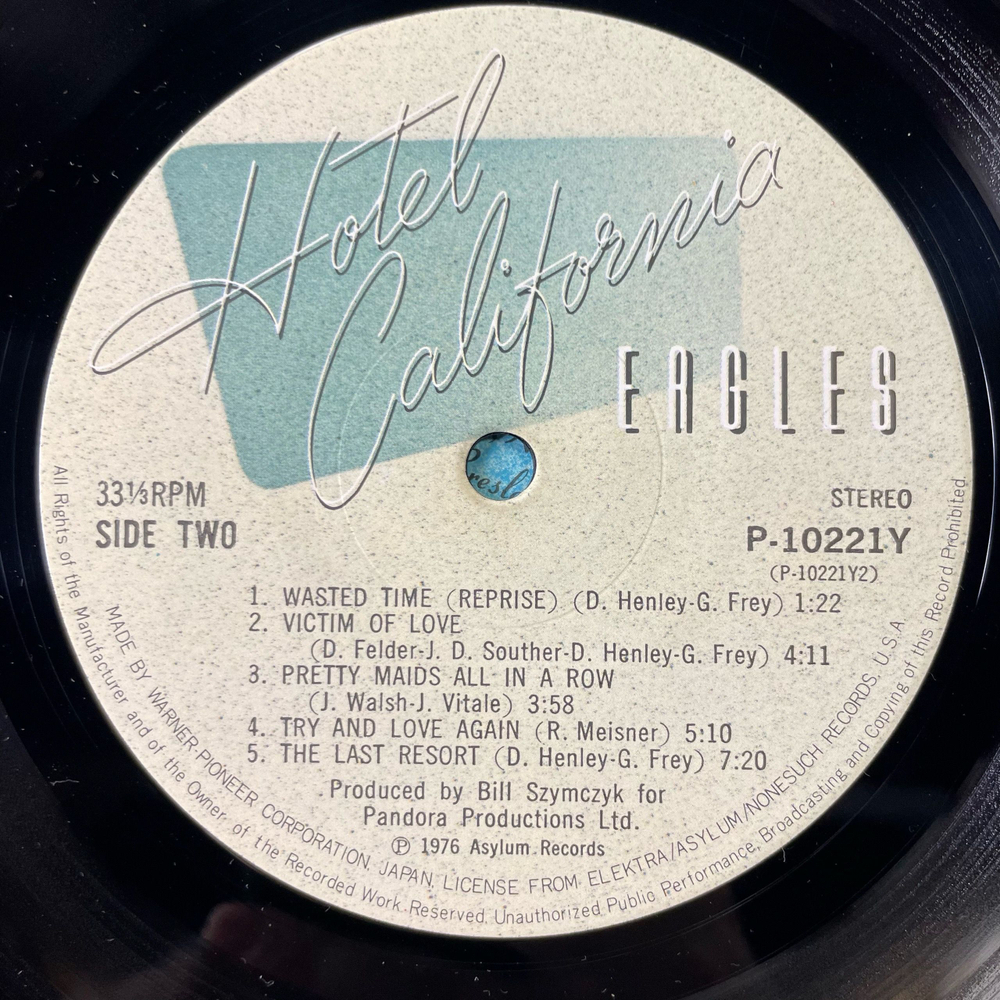 Hotel
California
EAGLES
33⅓RPM
SIDE TWO
STEREO
P-10221Y
(P-10221Y2)
1. WASTED TIME (REPRISE) (D. Henley-G. Frey) 1:22
2. VICTIM OF LOVE
(D. Felder-J. D. Souther-D. Henley-G. Frey) 4:11
3. PRETTY MAIDS ALL IN A ROW
(J. Walsh-J. Vitale) 3:58
4. TRY AND LOVE AGAIN (R. Meisner) 5:10
5. THE LAST RESORT (D. Henley-G. Frey) 7:20
Produced by Bill Szymczyk for
Pandora Productions Ltd.
Ⓟ 1976 Asylum Records
MADE BY WARNER-PIONEER CORPORATION, JAPAN, LICENSE FROM ELEKTRA/ASYLUM/NONESUCH RECORDS, U.S.A
All Rights of the Manufacturer and of the Owner of the Recorded Work Reserved. Unauthorized Public Performance, Broadcasting and Copying of this Record Prohibited.